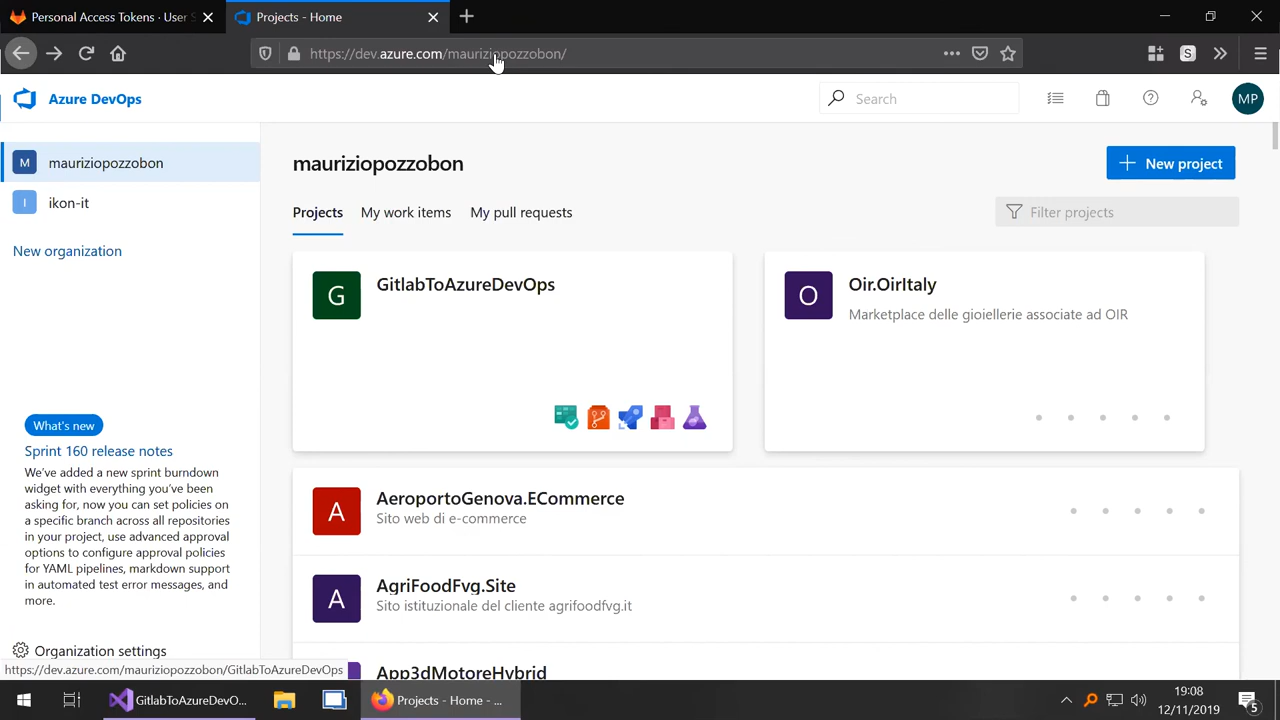 Personal Access Tokens · User S
Projects - Home
https://dev.azure.com/mauriziopozzobon/
S
Azure DevOps
Search
MP
M
mauriziopozzobon
I
ikon-it
New organization
What's new
Sprint 160 release notes
We've added a new sprint burndown
widget with everything you've been
asking for, now you can set policies on
a specific branch across all repositories
in your project, use advanced approval
options to configure approval policies
for YAML pipelines, markdown support
in automated test error messages, and
more.
Organization settings
mauriziopozzobon
New project
Projects
My work items
My pull requests
Filter projects
G
GitlabToAzureDevOps
O
Oir.OirItaly
Marketplace delle gioiellerie associate ad OIR
A
AeroportoGenova.ECommerce
Sito web di e-commerce
A
AgriFoodFvg.Site
Sito istituzionale del cliente agrifoodfvg.it
App3dMotoreHybrid
https://dev.azure.com/mauriziopozzobon/GitlabToAzureDevOps
GitlabToAzureDevO...
Projects - Home - ...
19:08
12/11/2019
5